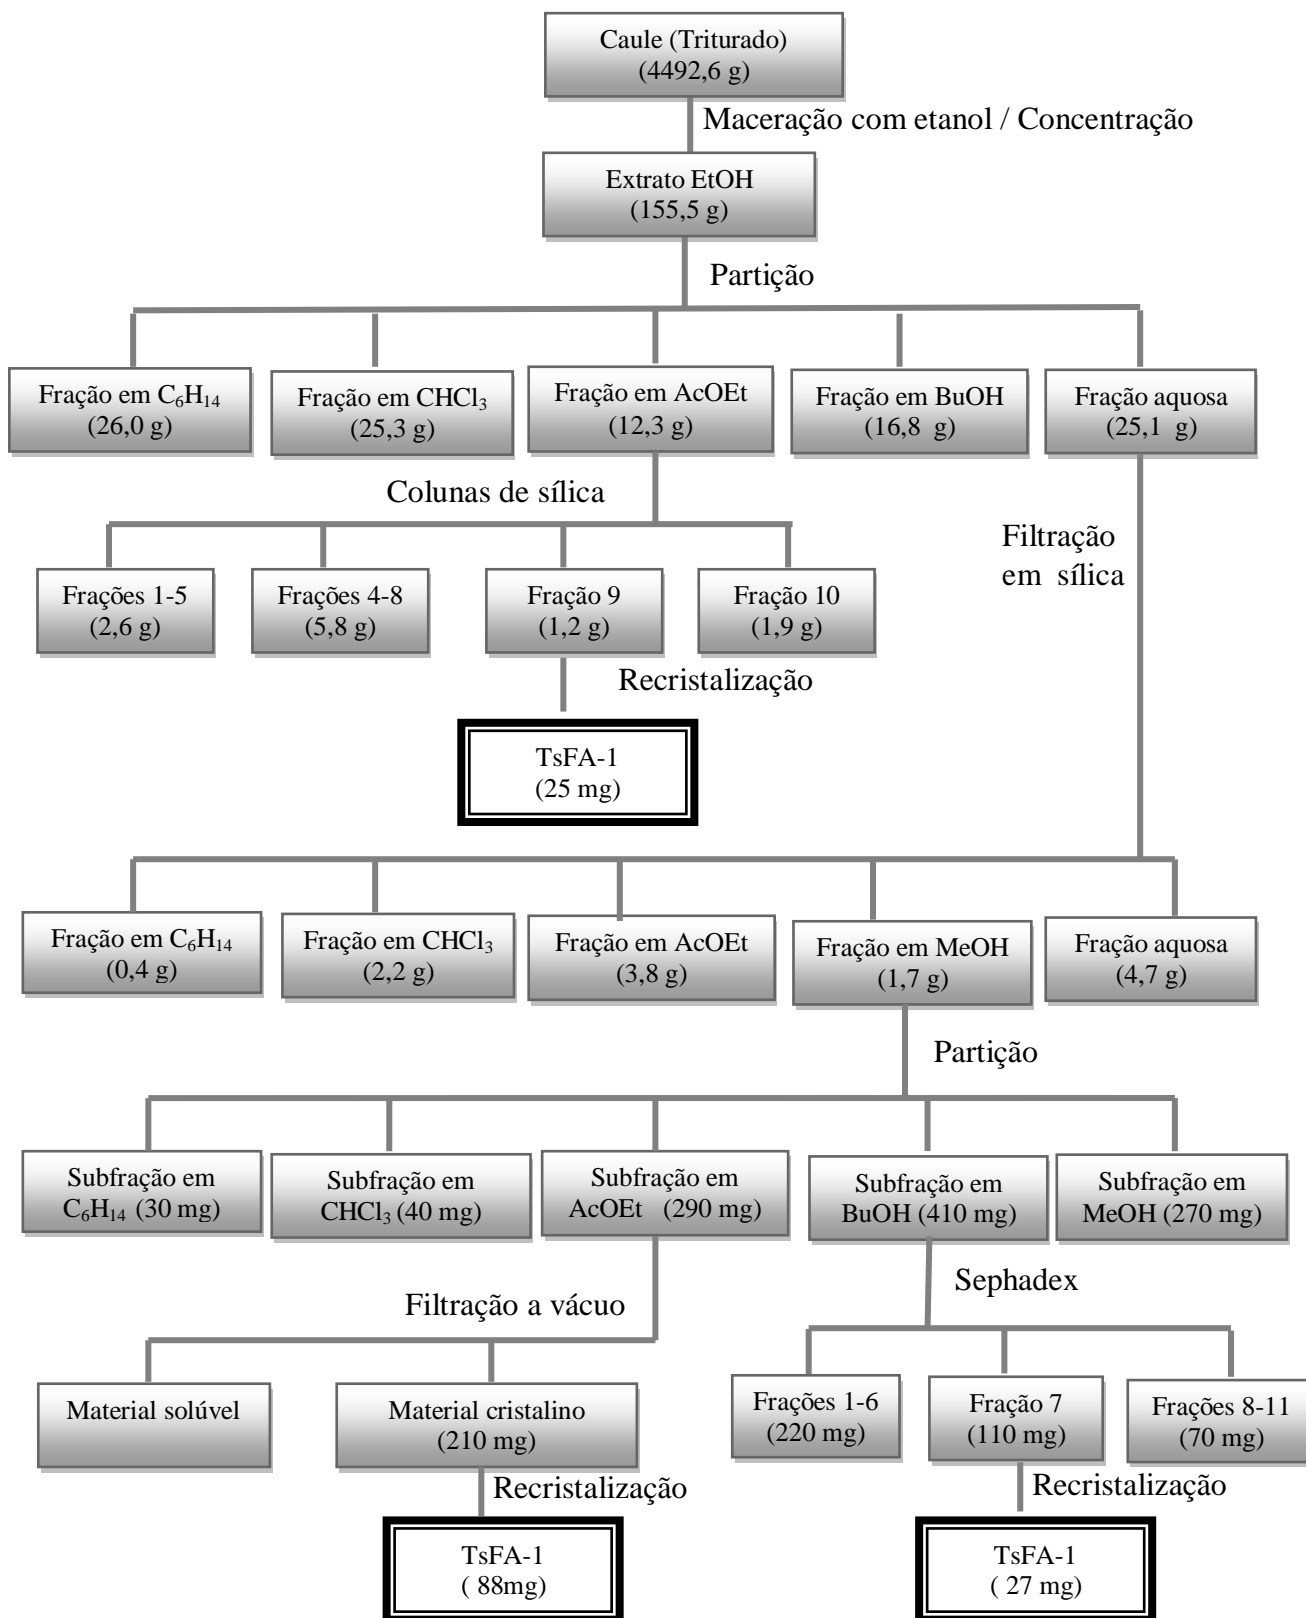 Caule (Triturado)
(4492,6 g)
Maceração com etanol / Concentração
Extrato EtOH
(155,5 g)
Partição
Fração em C₆H₁₄
(26,0 g)
Fração em CHCl₃
(25,3 g)
Fração em AcOEt
(12,3 g)
Fração em BuOH
(16,8 g)
Fração aquosa
(25,1 g)
Colunas de sílica
Filtração
em sílica
Frações 1-5
(2,6 g)
Frações 4-8
(5,8 g)
Fração 9
(1,2 g)
Fração 10
(1,9 g)
Recristalização
TsFA-1
(25 mg)
Fração em C₆H₁₄
(0,4 g)
Fração em CHCl₃
(2,2 g)
Fração em AcOEt
(3,8 g)
Fração em MeOH
(1,7 g)
Fração aquosa
(4,7 g)
Partição
Subfração em
C₆H₁₄ (30 mg)
Subfração em
CHCl₃ (40 mg)
Subfração em
AcOEt (290 mg)
Subfração em
BuOH (410 mg)
Subfração em
MeOH (270 mg)
Filtração a vácuo
Sephadex
Material solúvel
Material cristalino
(210 mg)
Frações 1-6
(220 mg)
Fração 7
(110 mg)
Frações 8-11
(70 mg)
Recristalização
Recristalização
TsFA-1
( 88mg)
TsFA-1
( 27 mg)